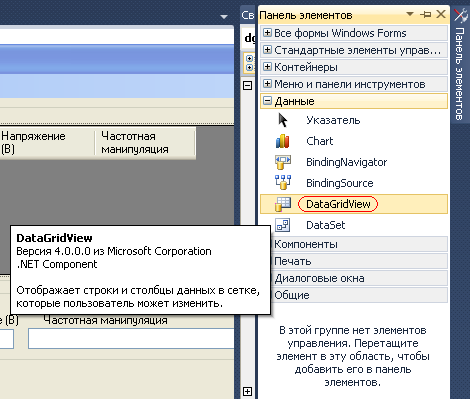 Св
dg
Панель элементов
Все формы Windows Forms
Стандартные элементы управ...
Контейнеры
Меню и панели инструментов
Данные
Указатель
Chart
BindingNavigator
BindingSource
DataGridView
DataSet
Компоненты
Печать
Диалоговые окна
Общие
В этой группе нет элементов
управления. Перетащите
элемент в эту область, чтобы
добавить его в панель
элементов.
Панель элементов
Напряжение
(В)
Частотная
манипуляция
DataGridView
Версия 4.0.0.0 из Microsoft Corporation
.NET Component
Отображает строки и столбцы данных в сетке,
которые пользователь может изменить.
е (В)
Частотная манипуляция